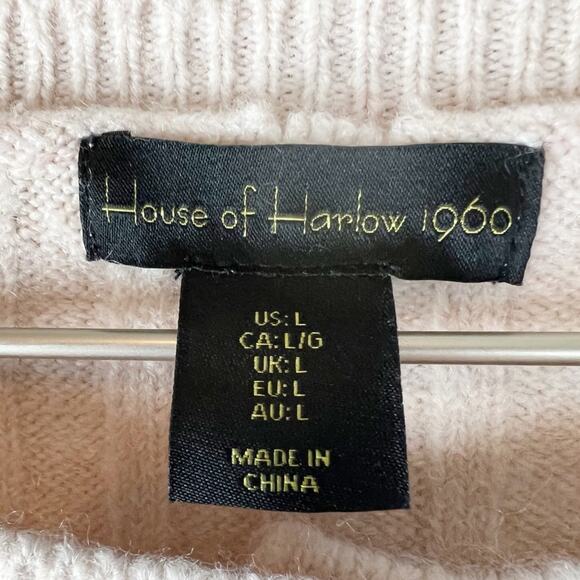 House of Harlow 1960
US: L
CA: L/G
UK: L
EU: L
AU: L
MADE IN
CHINA